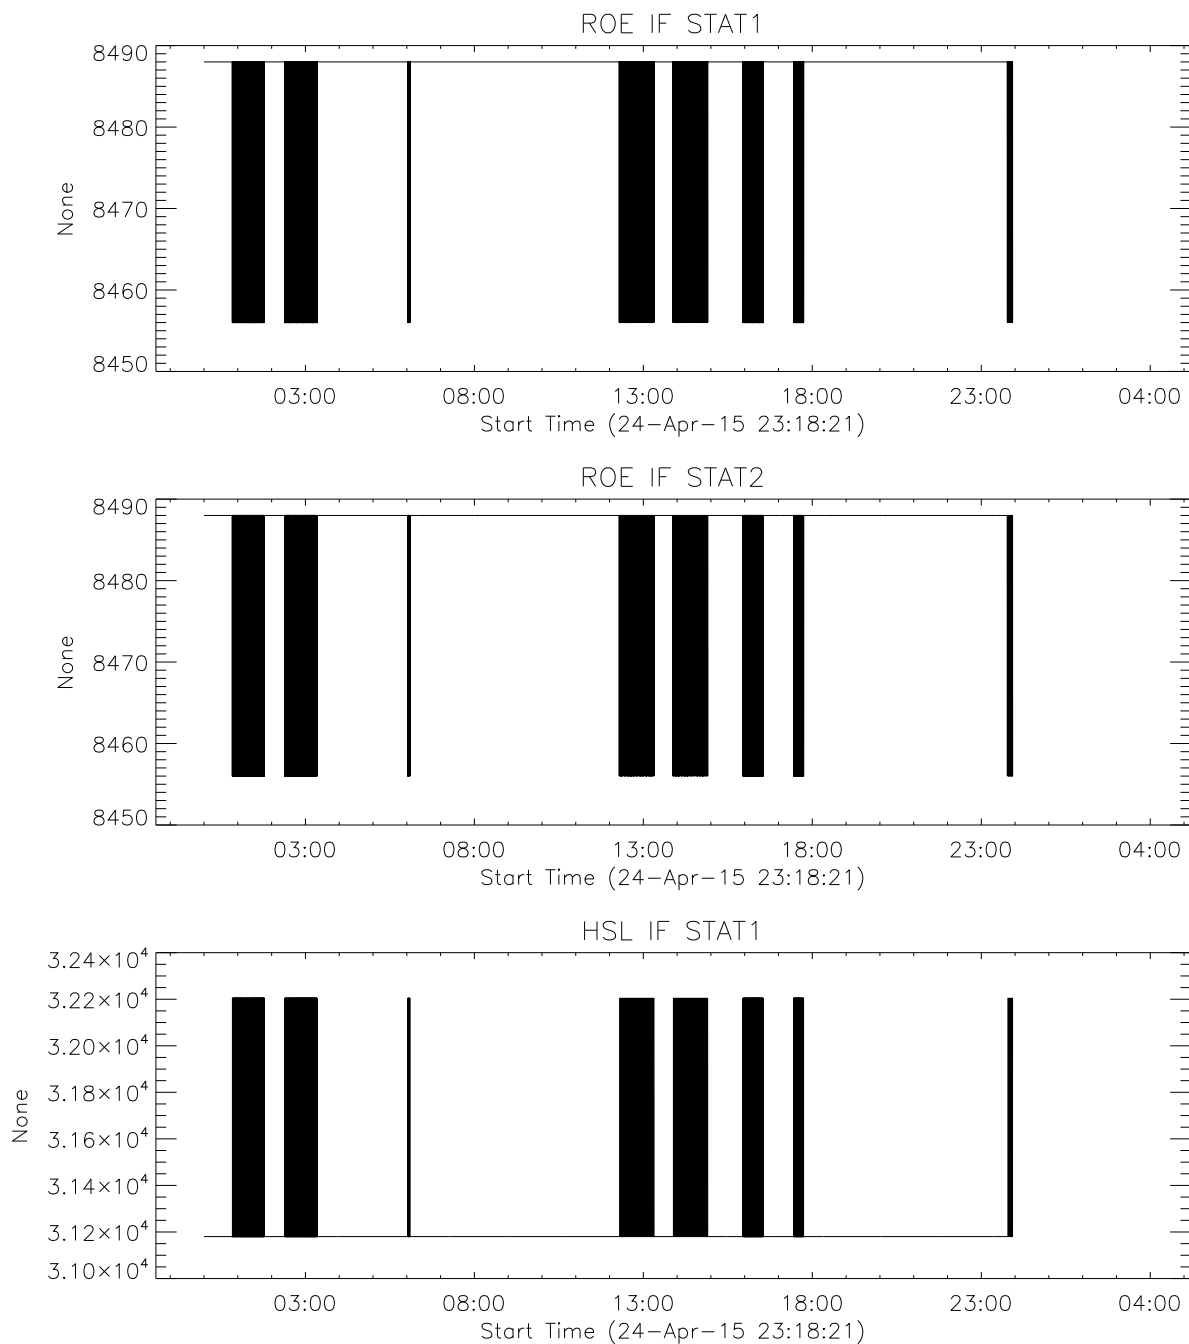 ROE IF STAT1
8490
8480
8470
8460
8450
None
03:00 08:00 13:00 18:00 23:00 04:00
Start Time (24-Apr-15 23:18:21)
ROE IF STAT2
8490
8480
8470
8460
8450
None
03:00 08:00 13:00 18:00 23:00 04:00
Start Time (24-Apr-15 23:18:21)
HSL IF STAT1
3.24×10⁴
3.22×10⁴
3.20×10⁴
3.18×10⁴
3.16×10⁴
3.14×10⁴
3.12×10⁴
3.10×10⁴
None
03:00 08:00 13:00 18:00 23:00 04:00
Start Time (24-Apr-15 23:18:21)